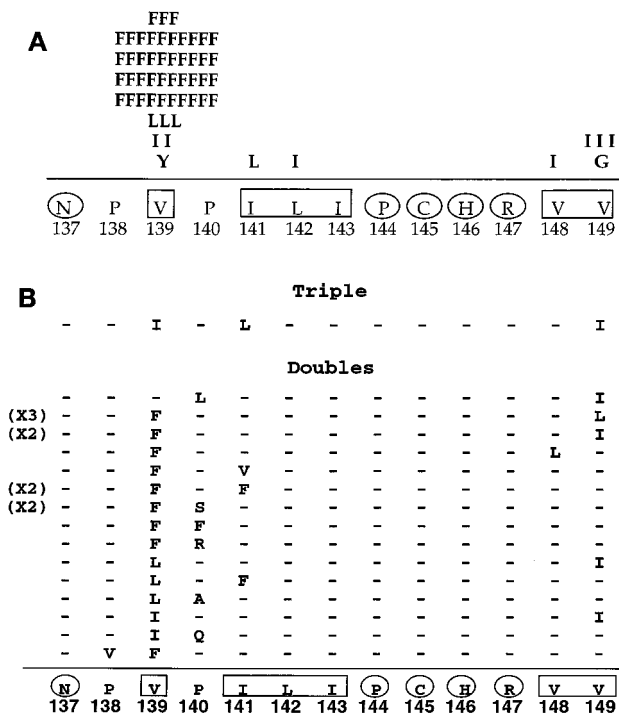 A
FFF
FFFFFFFFFF
FFFFFFFFFF
FFFFFFFFFF
FFFFFFFFFF
LLL
I I I I I
Y L I I G
N P V P I L I P C H R V V
137 138 139 140 141 142 143 144 145 146 147 148 149
B
Triple
- - I - L - - - - - - - I
Doubles
- - - L - - - - - - - - I
(X3) - - F - - - - - - - - - L
(X2) - - F - - - - - - - - - I
- - F - - - - - - - - L -
- - F - V - - - - - - - -
(X2) - - F - F - - - - - - - -
(X2) - - F S - - - - - - - - -
- - F F - - - - - - - - -
- - F R - - - - - - - - -
- - L - - - - - - - - - I
- - L - F - - - - - - - -
- - L A - - - - - - - - -
- - I - - - - - - - - - I
- - I Q - - - - - - - - -
- V F - - - - - - - - - -
N P V P I L I P C H R V V
137 138 139 140 141 142 143 144 145 146 147 148 149